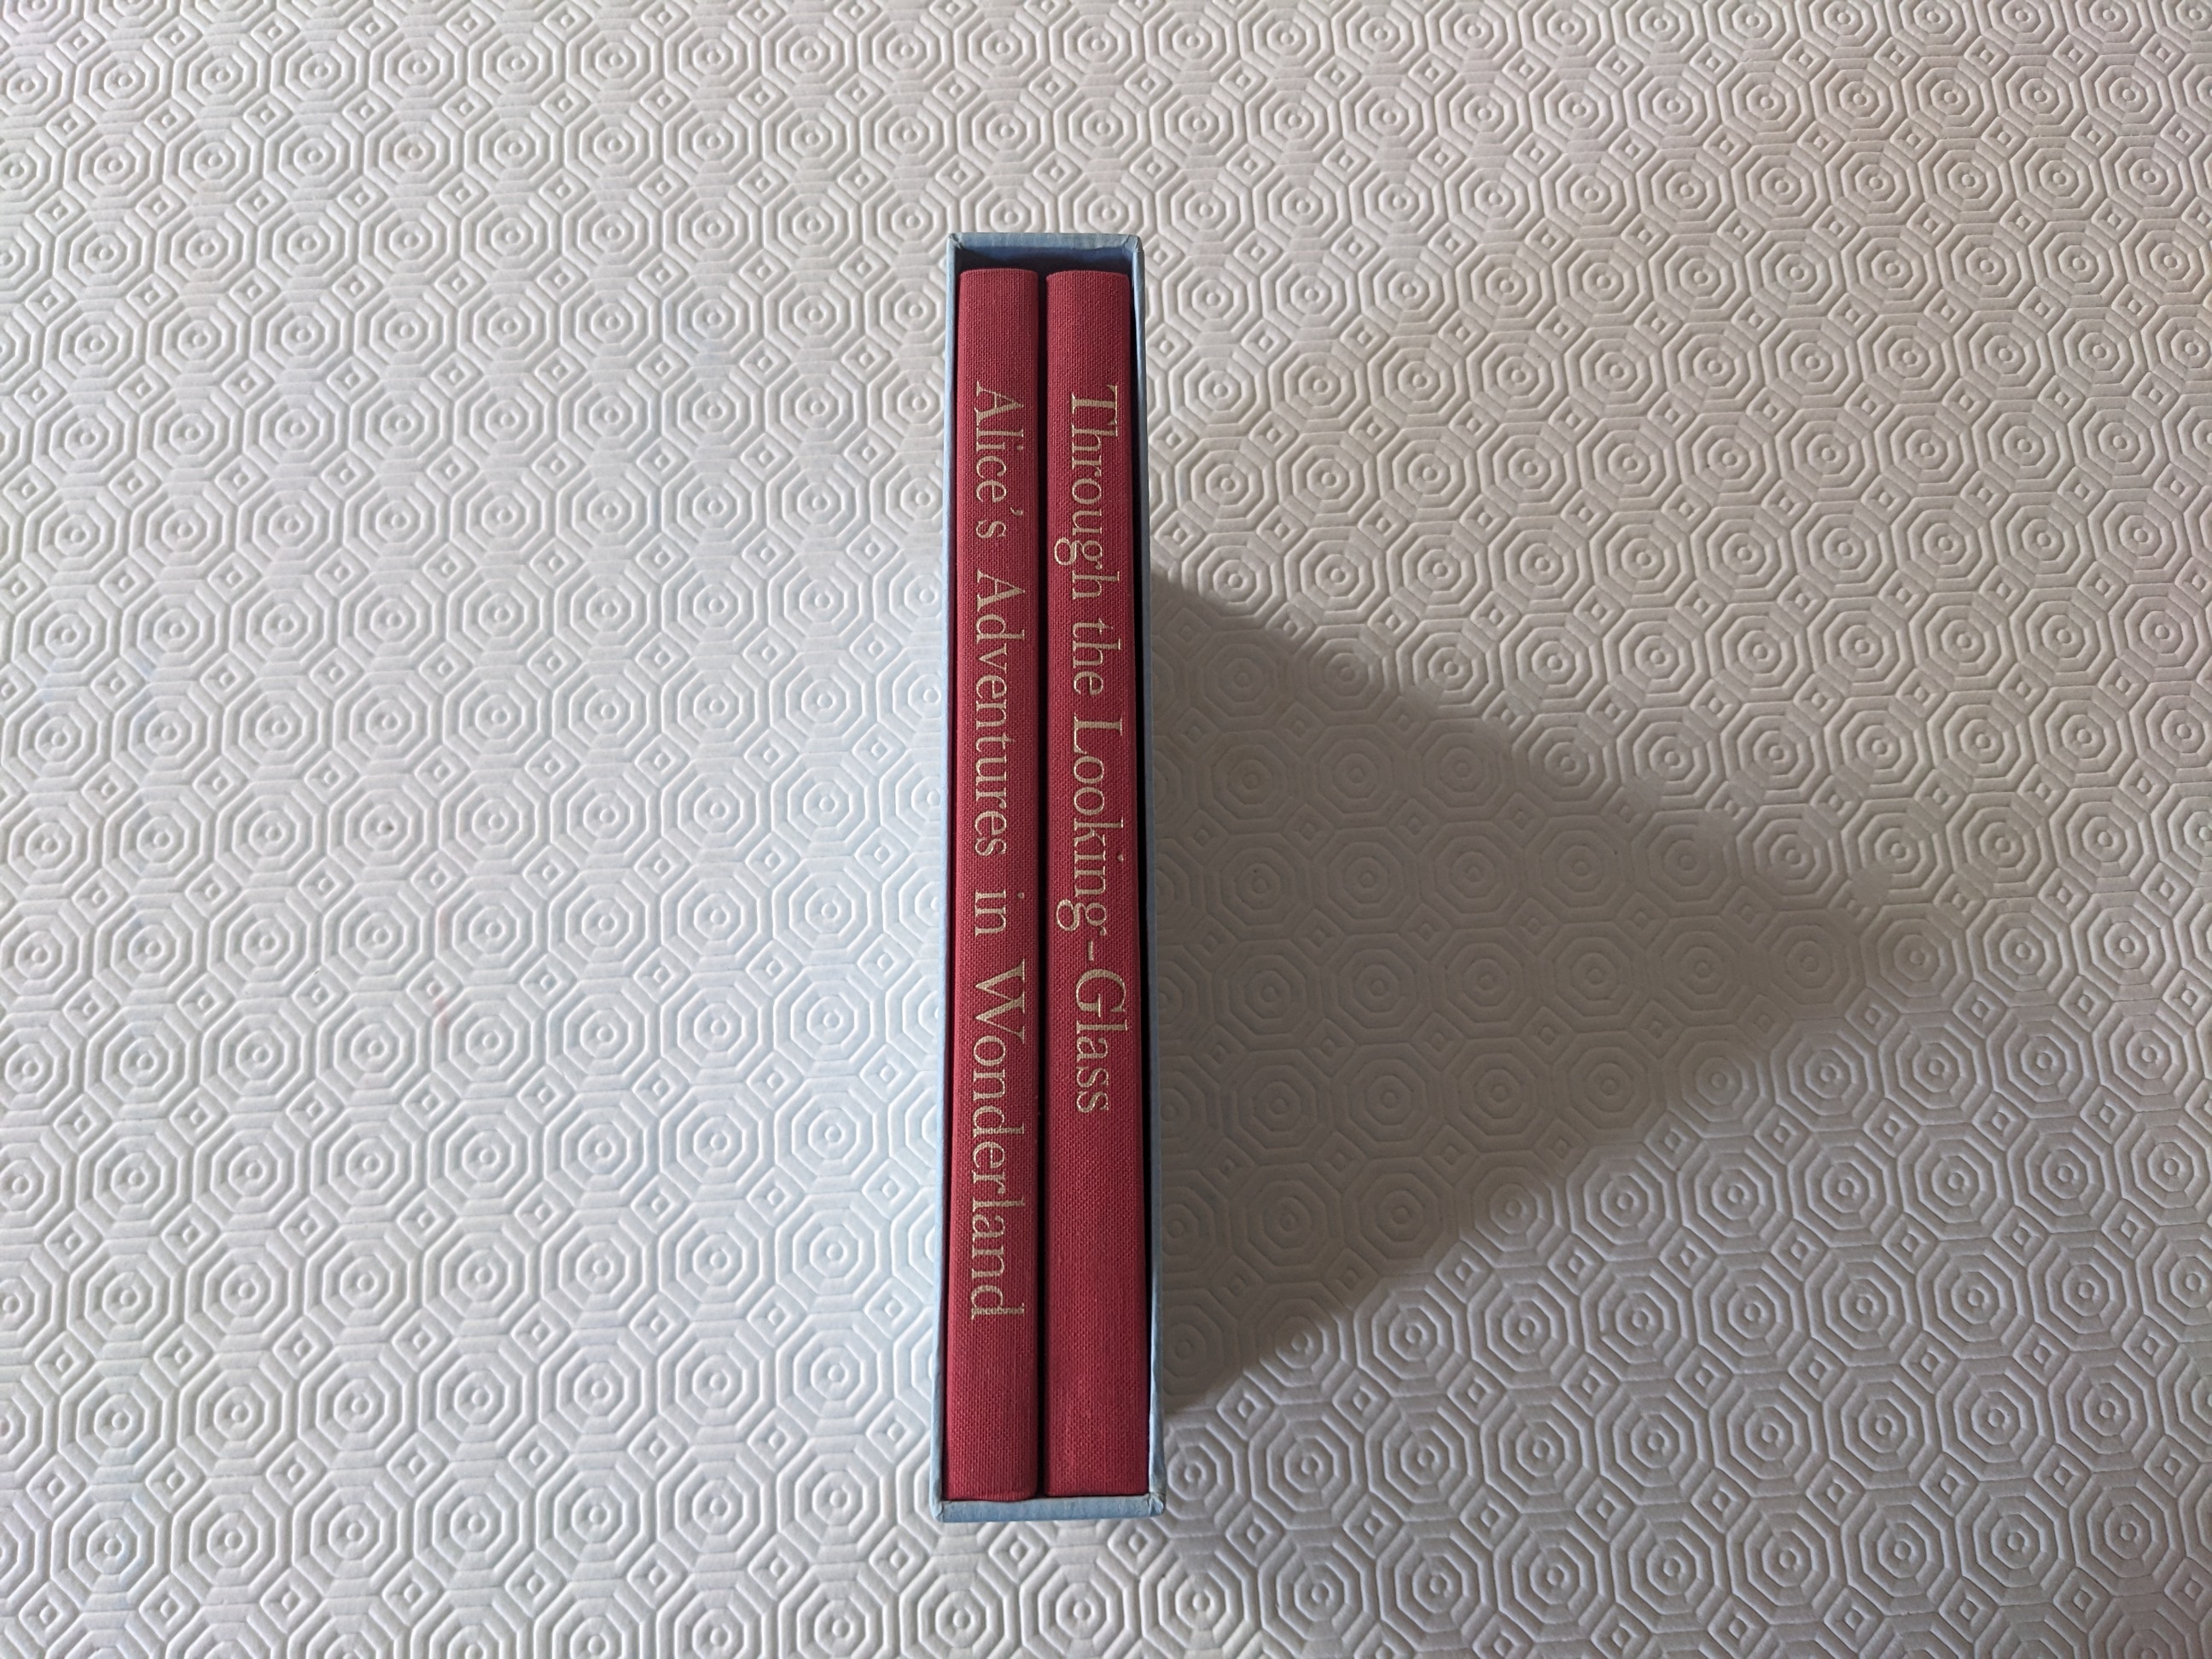 Alice's Adventures in Wonderland
Through the Looking-Glass